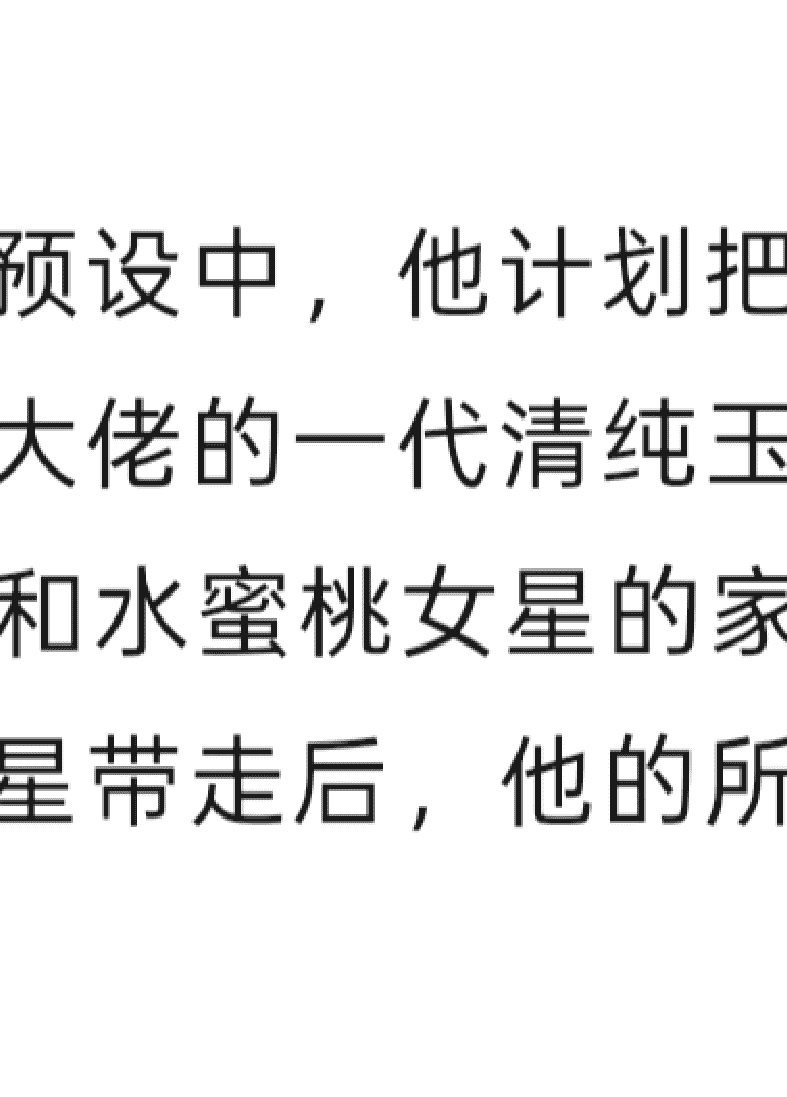 预设中，他计划把
大佬的一代清纯玉
和水蜜桃女星的家
星带走后，他的所